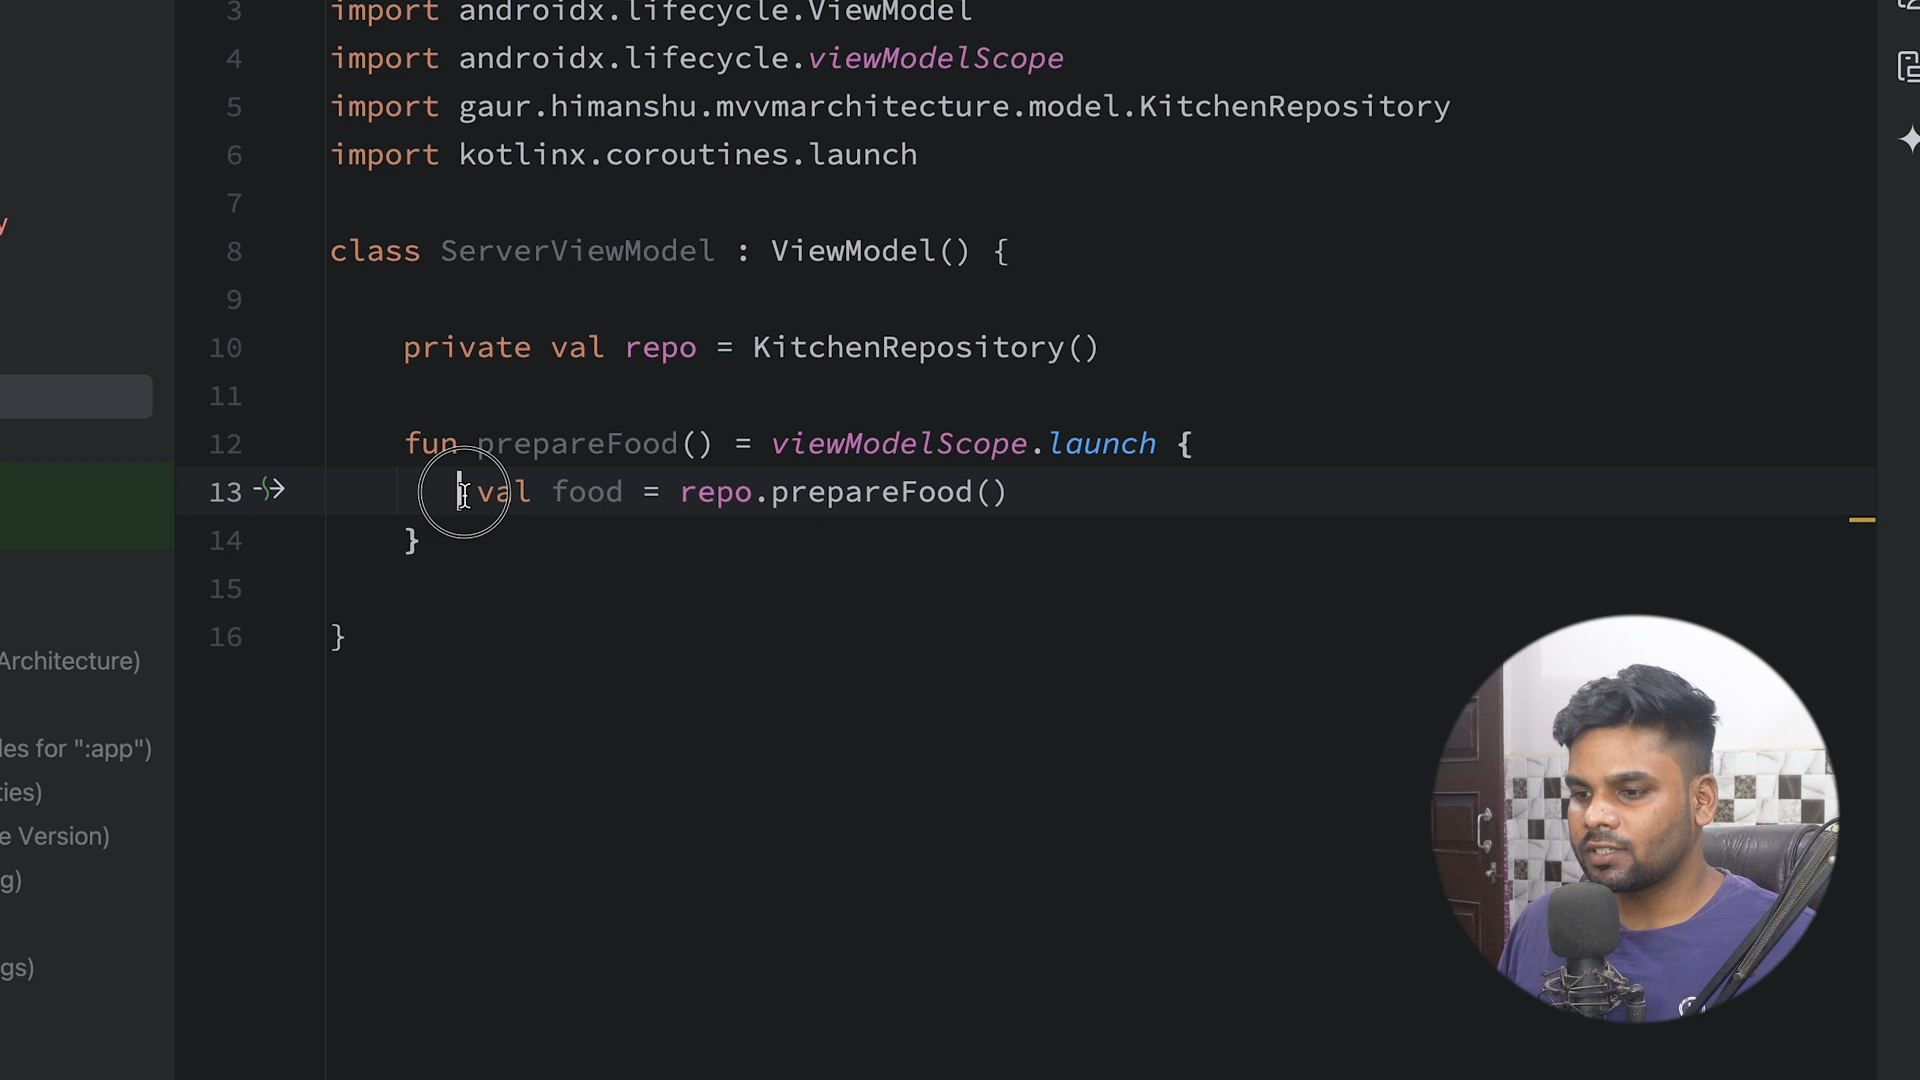 y
Architecture)
les for ":app")
ties)
e Version)
g)
gs)
3 import androidx.lifecycle.ViewModel
4 import androidx.lifecycle.viewModelScope
5 import gaur.himanshu.mvvmarchitecture.model.KitchenRepository
6 import kotlinx.coroutines.launch
7
8 class ServerViewModel : ViewModel() {
9
10 private val repo = KitchenRepository()
11
12 fun prepareFood() = viewModelScope.launch {
13 val food = repo.prepareFood()
14 }
15
16 }